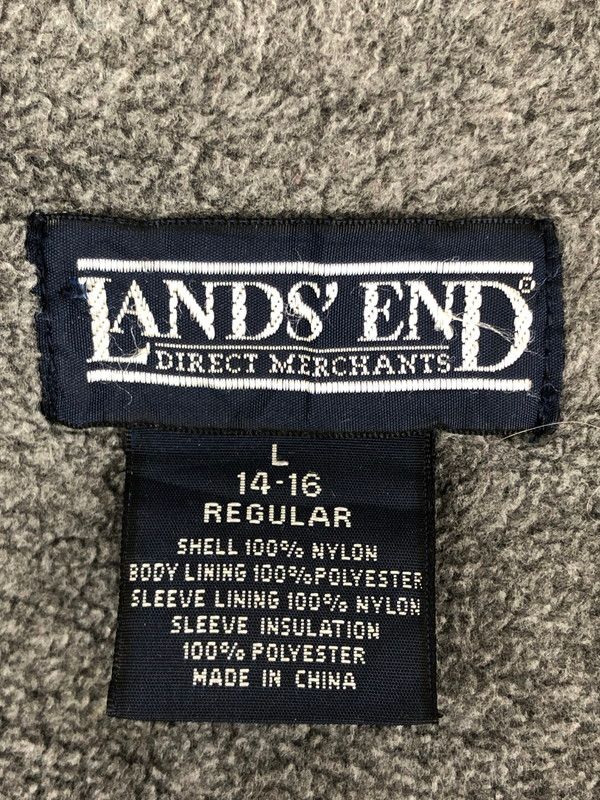 LANDS' END®
DIRECT MERCHANTS
L
14-16
REGULAR
SHELL 100% NYLON
BODY LINING 100% POLYESTER
SLEEVE LINING 100% NYLON
SLEEVE INSULATION
100% POLYESTER
MADE IN CHINA